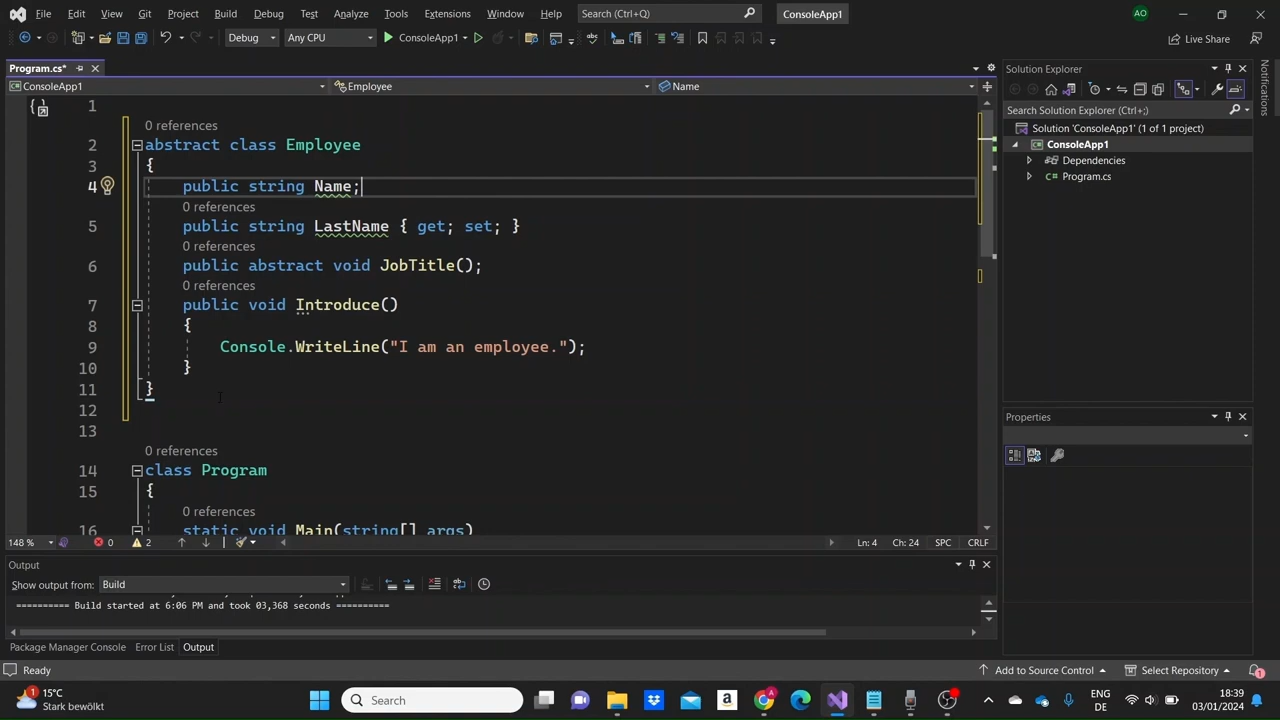 File Edit View Git Project Build Debug Test Analyze Tools Extensions Window Help Search (Ctrl+Q) ConsoleApp1 AO
Debug Any CPU ConsoleApp1 Live Share
Program.cs*
ConsoleApp1 Employee Name
1
0 references
2 abstract class Employee
3 {
4 public string Name;
0 references
5 public string LastName { get; set; }
0 references
6 public abstract void JobTitle();
0 references
7 public void Introduce()
8 {
9 Console.WriteLine("I am an employee.");
10 }
11 }
12
13
0 references
14 class Program
15 {
0 references
16 static void Main(string[] args)
148 % 0 2 Ln: 4 Ch: 24 SPC CRLF
Output
Show output from: Build
========== Build started at 6:06 PM and took 03,368 seconds ==========
Package Manager Console Error List Output
Solution Explorer
Search Solution Explorer (Ctrl+;)
Solution 'ConsoleApp1' (1 of 1 project)
ConsoleApp1
Dependencies
Program.cs
Properties
Notifications
Ready Add to Source Control Select Repository 1
1 15°C
Stark bewölkt
Search
ENG
DE
18:39
03/01/2024